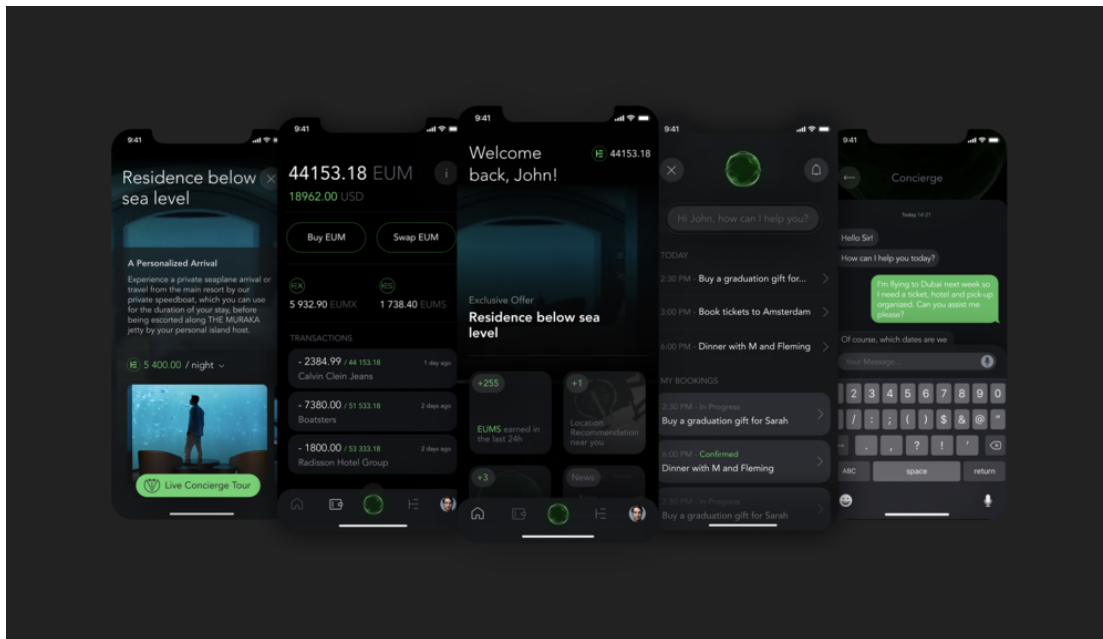 9:41
Residence below
sea level
A Personalized Arrival
Experience a private seaplane arrival or
travel from the main resort by our
private speedboat, which you can use
for the duration of your stay, before
being escorted along THE MURAKA
jetty by your personal island host.
5 400.00 / night
Live Concierge Tour
9:41
44153.18 EUM
i
18962.00 USD
Buy EUM
Swap EUM
5 932.90 EUMX
1 738.40 EUMS
TRANSACTIONS
- 2384.99 / 44 153.18
1 day ago
Calvin Clein Jeans
- 7380.00 / 51 533.18
2 days ago
Boatsters
- 1800.00 / 53 333.18
2 days ago
Radisson Hotel Group
9:41
Welcome
back, John!
44153.18
Exclusive Offer
Residence below sea
level
+255
EUMS earned in
the last 24h
+1
Location
Recommendation
near you
+3
News
9:41
Hi John, how can I help you?
TODAY
2:30 PM - Buy a graduation gift for...
3:00 PM - Book tickets to Amsterdam
6:00 PM - Dinner with M and Fleming
MY BOOKINGS
2:30 PM - In Progress
Buy a graduation gift for Sarah
6:00 PM - Confirmed
Dinner with M and Fleming
2:30 PM - In Progress
Buy a graduation gift for Sarah
9:41
Concierge
Today 14:21
Hello Sir!
How can I help you today?
I'm flying to Dubai next week so
I need a ticket, hotel and pick-up
organized. Can you assist me
please?
Of course, which dates are we
Your Message...
2 3 4 5 6 7 8 9 0
/ : ; ( ) $ & @ "
. , ? ! '
ABC
space
return